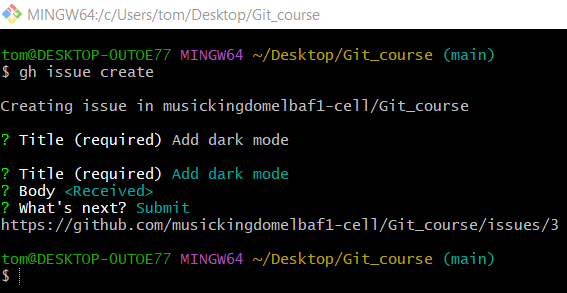 MINGW64:/c/Users/tom/Desktop/Git_course
tom@DESKTOP-OUTOE77 MINGW64 ~/Desktop/Git_course (main)
$ gh issue create
Creating issue in musickingdomelbaf1-cell/Git_course
? Title (required) Add dark mode
? Title (required) Add dark mode
? Body <Received>
? What's next? Submit
https://github.com/musickingdomelbaf1-cell/Git_course/issues/3
tom@DESKTOP-OUTOE77 MINGW64 ~/Desktop/Git_course (main)
$